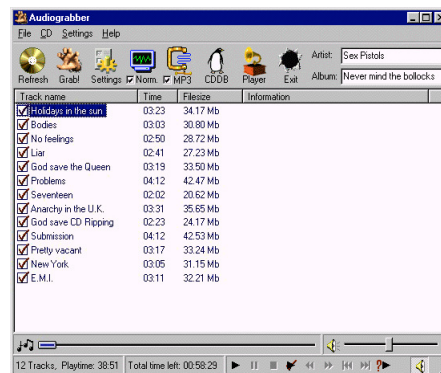 Audiograbber
File CD Settings Help
Refresh Grab! Settings Norm. MP3 CDDB Player Exit
Artist: Sex Pistols
Album: Never mind the bollocks
Track name Time Filesize Information
Holidays in the sun 03:23 34.17 Mb
Bodies 03:03 30.80 Mb
No feelings 02:50 28.72 Mb
Liar 02:41 27.23 Mb
God save the Queen 03:19 33.50 Mb
Problems 04:12 42.47 Mb
Seventeen 02:02 20.62 Mb
Anarchy in the U.K. 03:31 35.65 Mb
God save CD Ripping 02:23 24.17 Mb
Submission 04:12 42.53 Mb
Pretty vacant 03:17 33.24 Mb
New York 03:05 31.15 Mb
E.M.I. 03:11 32.21 Mb
12 Tracks, Playtime: 38:51 Total time left: 00:58:29